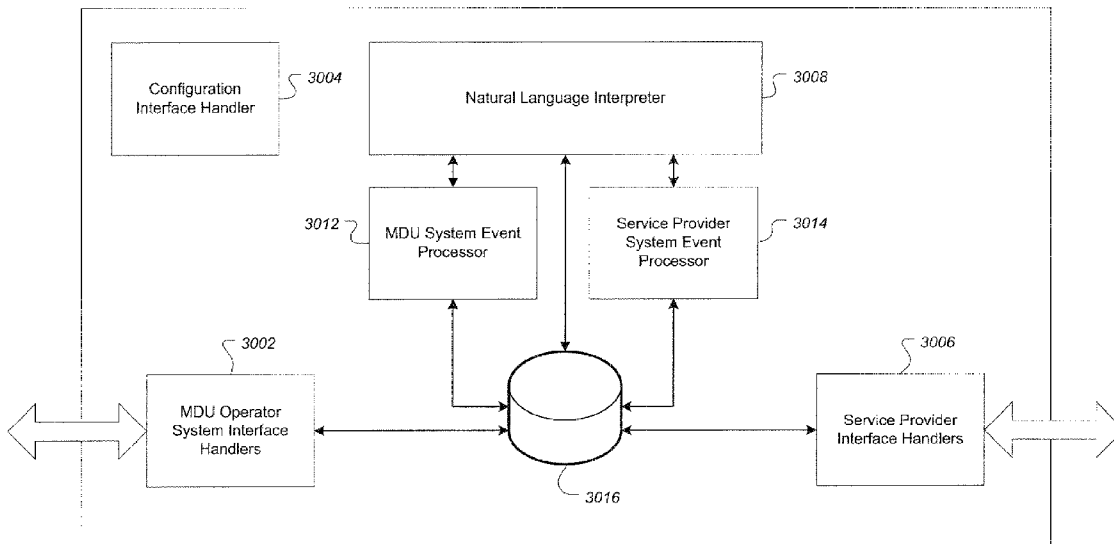 Configuration
Interface Handler
3004
Natural Language Interpreter
3008
3012
MDU System Event
Processor
Service Provider
System Event
Processor
3014
3002
MDU Operator
System Interface
Handlers
3006
Service Provider
Interface Handlers
3016